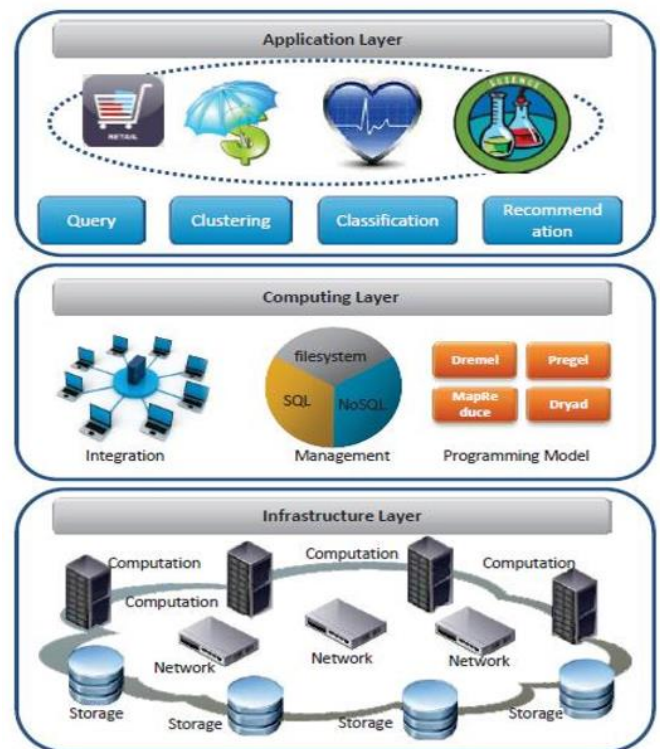 Application Layer
RETAIL
SCIENCE
Query
Clustering
Classification
Recommend
ation
Computing Layer
filesystem
SQL
NoSQL
Dremel
Pregel
MapRe
duce
Dryad
Integration
Management
Programming Model
Infrastructure Layer
Computation
Computation
Computation
Computation
Network
Network
Network
Storage
Storage
Storage
Storage